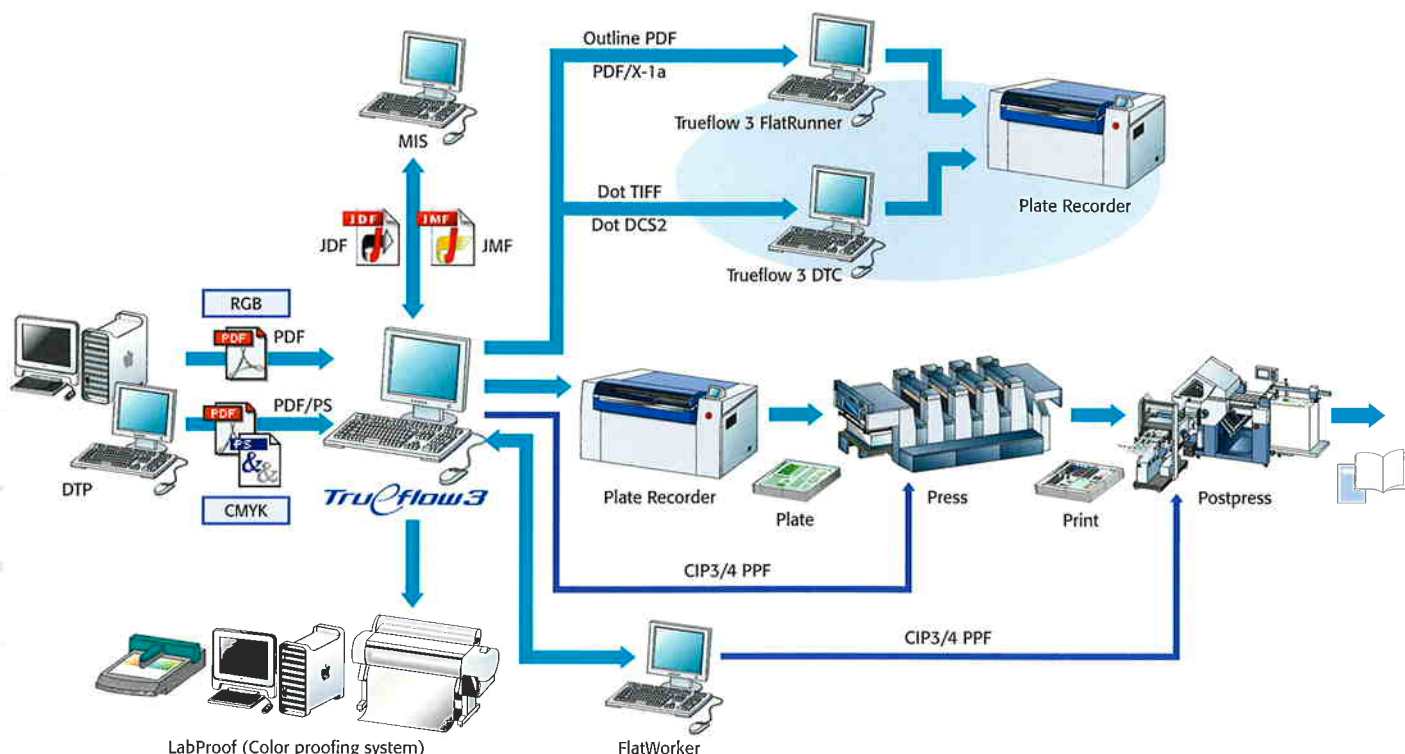 Outline PDF
PDF/X-1a
Trueflow 3 FlatRunner
MIS
Dot TIFF
Dot DCS2
Trueflow 3 DTC
Plate Recorder
JDF
JDF
JMF
JMF
RGB
PDF
PDF
PDF
PDF/PS
PS
&&
DTP
CMYK
Trueflow3
Plate Recorder
Plate
Press
Print
Postpress
CIP3/4 PPF
CIP3/4 PPF
LabProof (Color proofing system)
FlatWorker